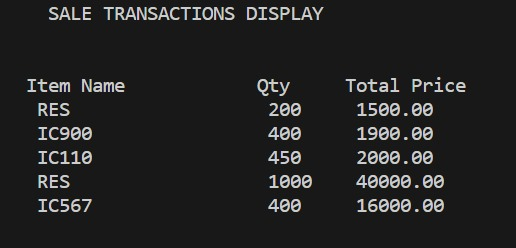 SALE TRANSACTIONS DISPLAY
Item Name Qty Total Price
RES 200 1500.00
IC900 400 1900.00
IC110 450 2000.00
RES 1000 40000.00
IC567 400 16000.00